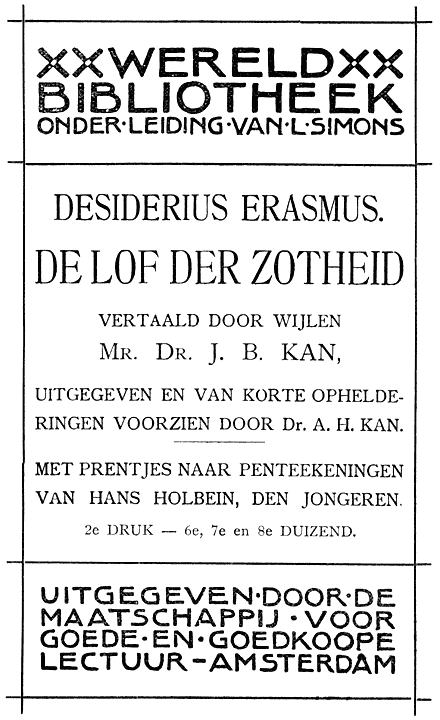 XXWERELDXX
BIBLIOTHEEK
ONDER·LEIDING·VAN·L·SIMONS
DESIDERIUS ERASMUS.
DE LOF DER ZOTHEID
VERTAALD DOOR WIJLEN
MR. DR. J. B. KAN,
UITGEGEVEN EN VAN KORTE OPHELDE-
RINGEN VOORZIEN DOOR Dr. A. H. KAN.
MET PRENTJES NAAR PENTEEKENINGEN
VAN HANS HOLBEIN, DEN JONGEREN.
2e DRUK — 6e, 7e en 8e DUIZEND.
UITGEGEVEN·DOOR·DE
MAATSCHAPPIJ·VOOR
GOEDE·EN·GOEDKOOPE
LECTUUR-AMSTERDAM